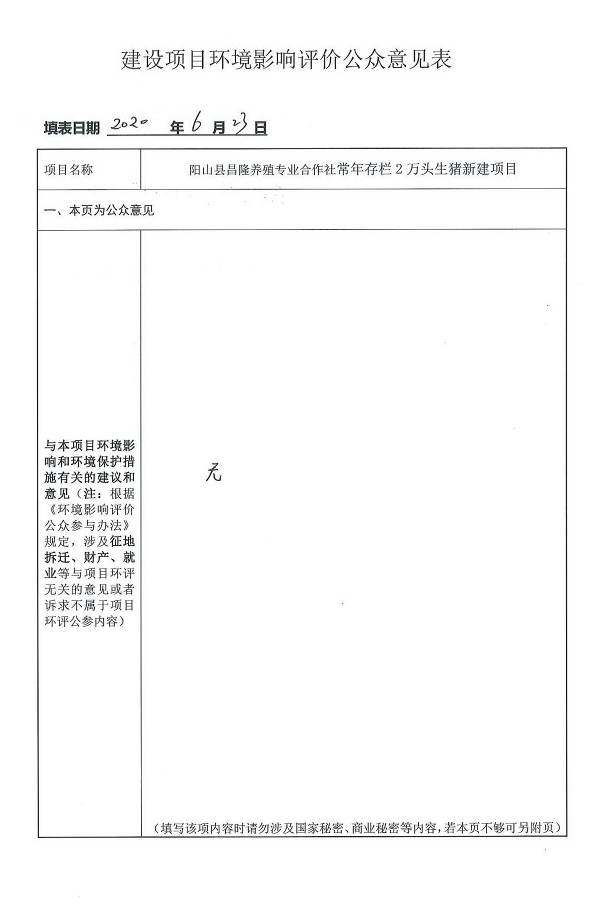 建设项目环境影响评价公众意见表
填表日期 2020 年 6 月 23 日
项目名称 阳山县昌隆养殖专业合作社常年存栏 2 万头生猪新建项目
一、本页为公众意见
与本项目环境影
响和环境保护措
施有关的建议和
意见（注：根据
《环境影响评价
公众参与办法》
规定，涉及征地
拆迁、财产、就
业等与项目环评
无关的意见或者
诉求不属于项目
环评公参内容）
无
（填写该项内容时请勿涉及国家秘密、商业秘密等内容，若本页不够可另附页）